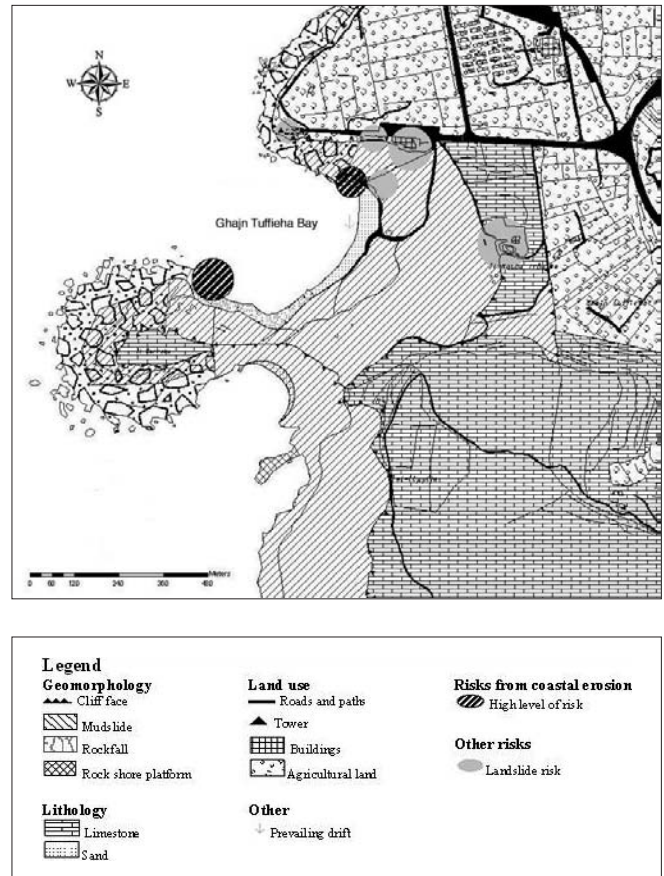 N
W E
S
Ghajn Tuffieha Bay
Meters
0 60 120 240 360 480
Legend
Geomorphology
Cliff face
Mudslide
Rockfall
Rock shore platform
Lithology
Limestone
Sand
Land use
Roads and paths
Tower
Buildings
Agricultural land
Other
Prevailing drift
Risks from coastal erosion
High level of risk
Other risks
Landslide risk